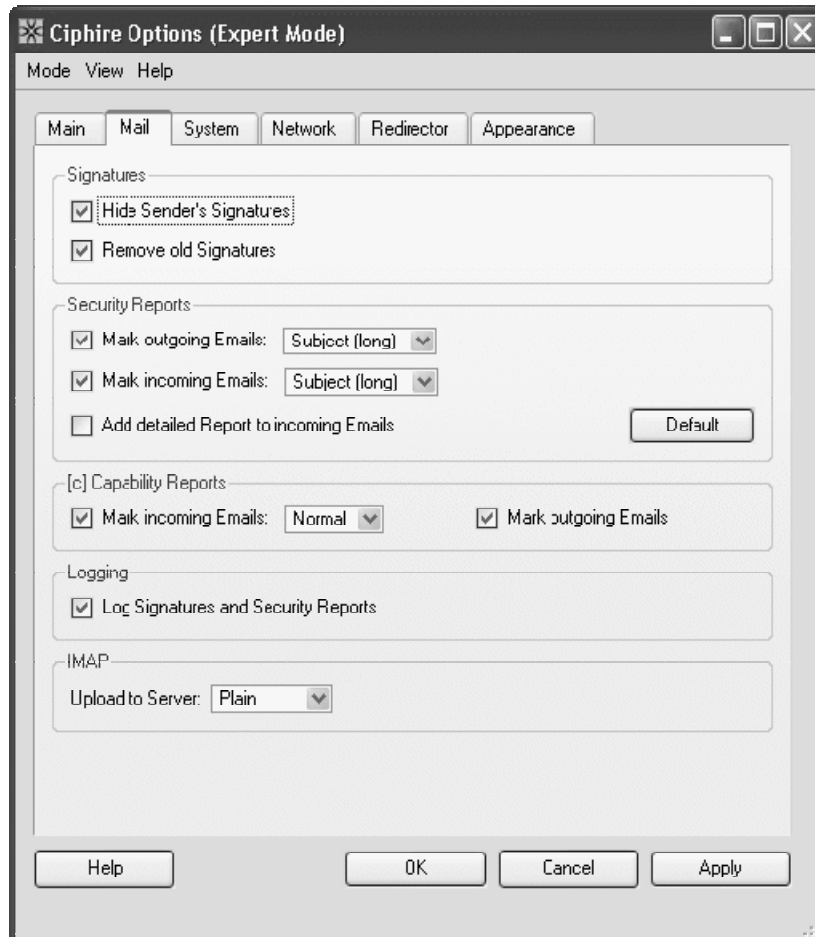 Ciphire Options (Expert Mode)
Mode View Help
Main Mail System Network Redirector Appearance
Signatures
Hide Sender's Signatures
Remove old Signatures
Security Reports
Mark outgoing Emails: Subject (long)
Mark incoming Emails: Subject (long)
Add detailed Report to incoming Emails Default
[c] Capability Reports
Mark incoming Emails: Normal Mark outgoing Emails
Logging
Log Signatures and Security Reports
IMAP
Upload to Server: Plain
Help OK Cancel Apply